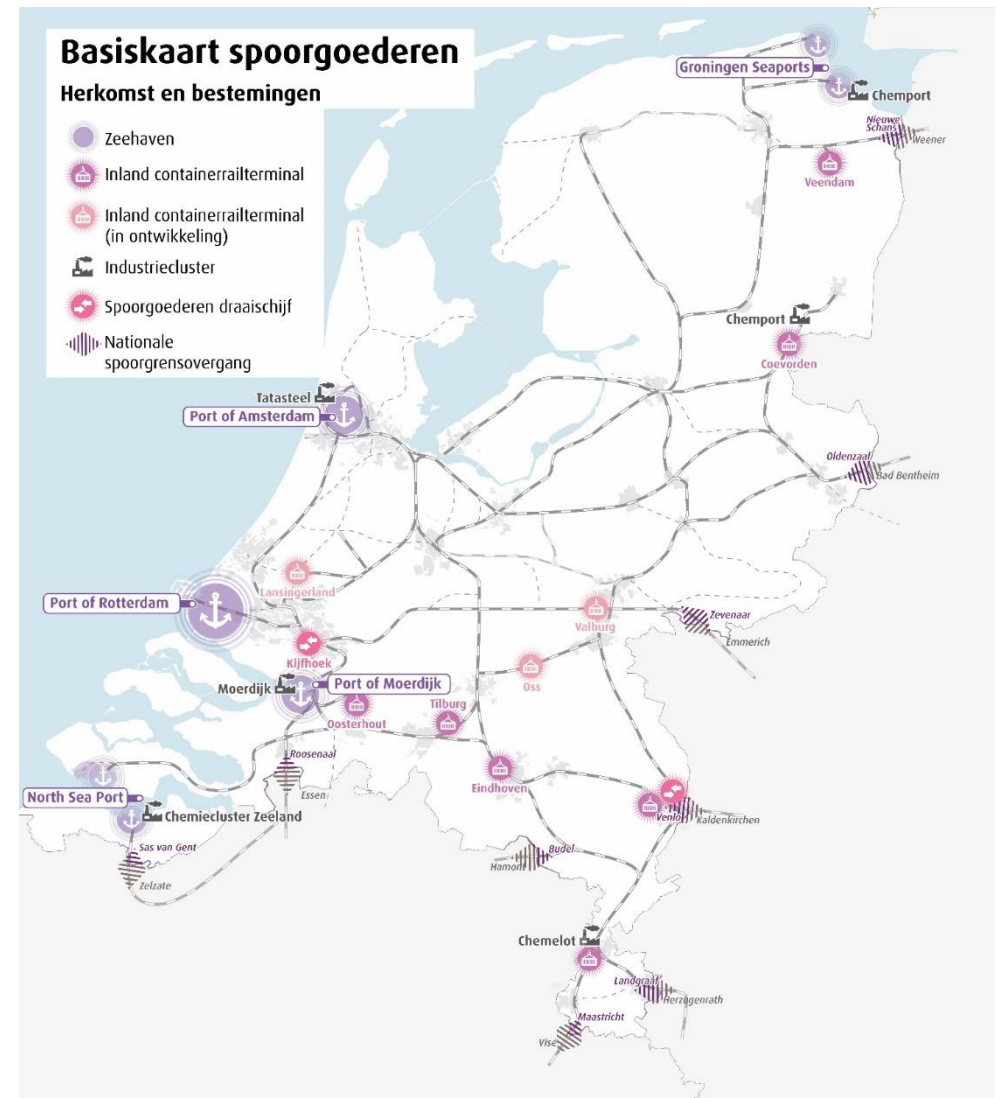 Basiskaart spoorgoederen
Herkomst en bestemingen
Zeehaven
Inland containerrailterminal
Inland containerrailterminal
(in ontwikkeling)
Industriecluster
Spoorgoederen draaischijf
Nationale
spoorgrensovergang
Groningen Seaports
Chemport
Nieuwe
Schans
Weener
Veendam
Chemport
Coevorden
Tatasteel
Port of Amsterdam
Oldenzaal
Bad Bentheim
Lansingerland
Port of Rotterdam
Valburg
Zevenaar
Emmerich
Kijfhoek
Oss
Moerdijk
Port of Moerdijk
Oosterhout
Tilburg
Roosenaal
Essen
Eindhoven
North Sea Port
Chemiecluster Zeeland
Venlo
Kaldenkirchen
Sas van Gent
Zelzate
Budel
Hamont
Chemelot
Landgraaf
Herzogenrath
Maastricht
Visé